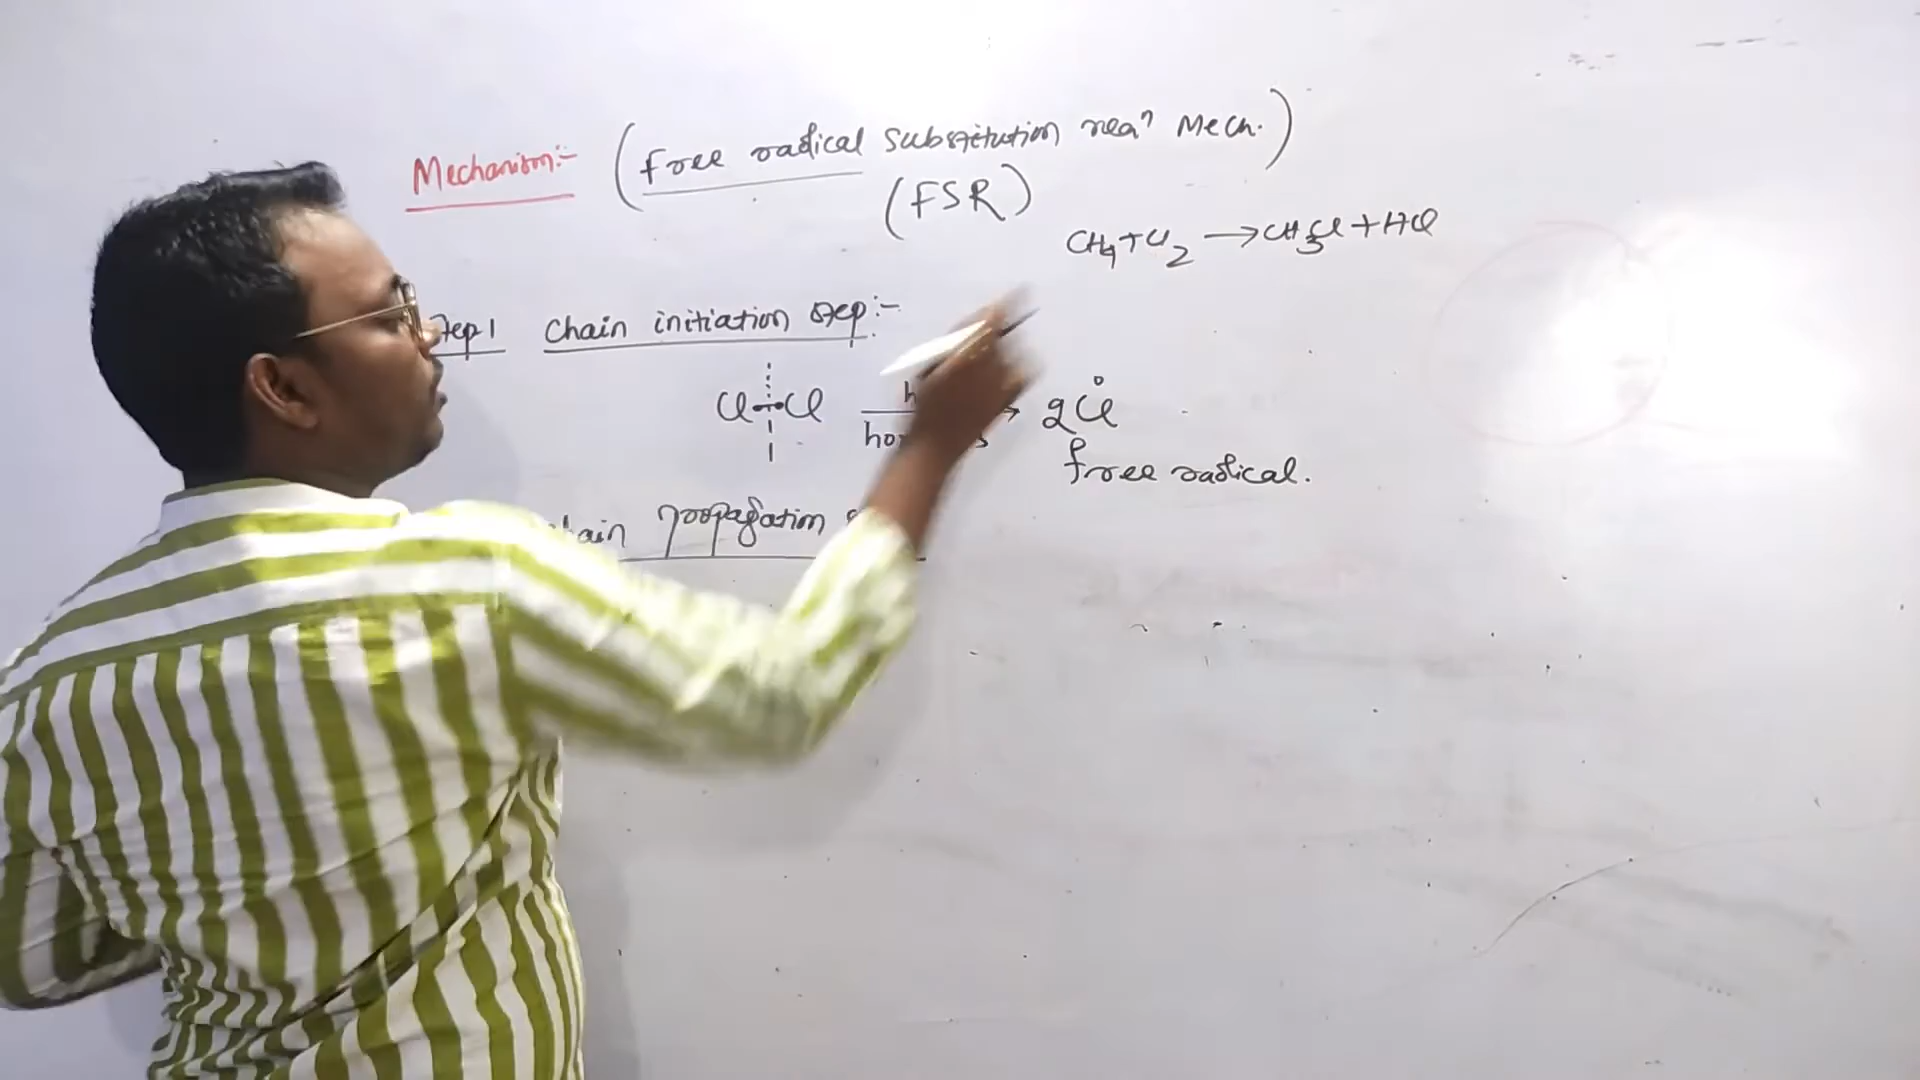 Mechanism:- (Free radical substitution reaⁿ Mech.)
(FSR)
CH4+Cl2 → CH3Cl+HCl
Step 1 Chain initiation step:-
Cl-Cl → 2Cl°
free radical.
chain propagation